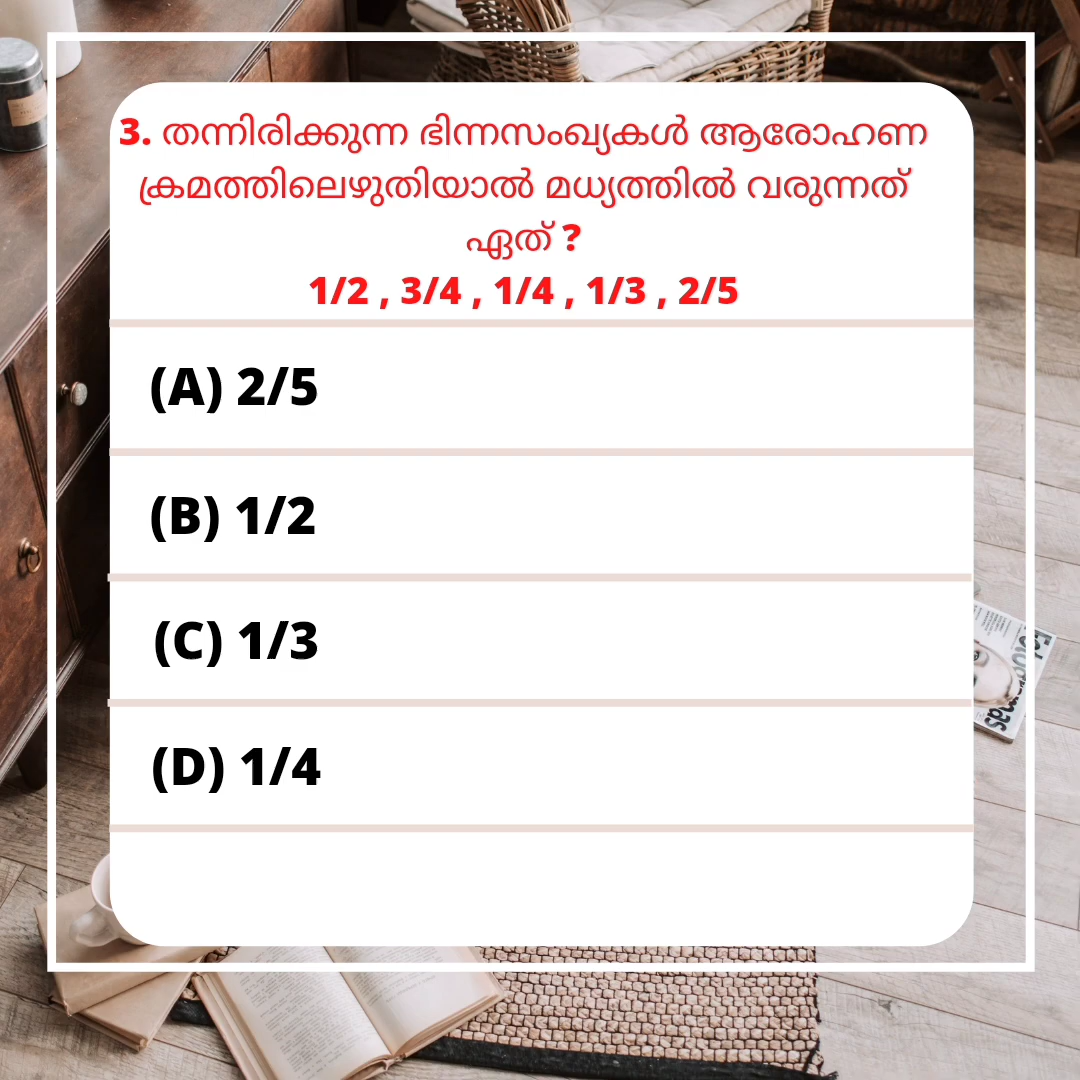 3. തന്നിരിക്കുന്ന ഭിന്നസംഖ്യകൾ ആരോഹണ
ക്രമത്തിലെഴുതിയാൽ മധ്യത്തിൽ വരുന്നത്
ഏത് ?
1/2 , 3/4 , 1/4 , 1/3 , 2/5
(A) 2/5
(B) 1/2
(C) 1/3
(D) 1/4